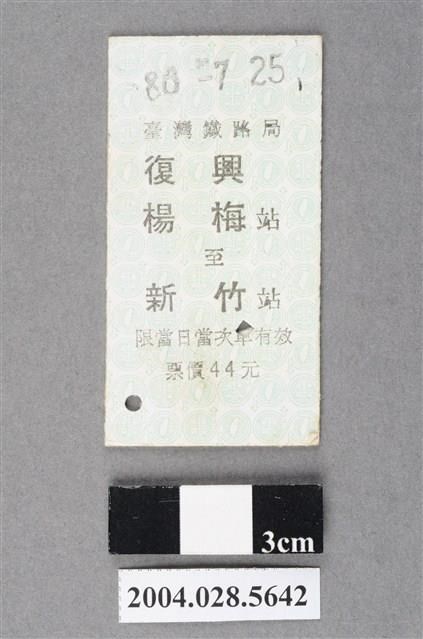 80 7 25
臺灣鐵路局
復興
楊梅站
至
新竹站
限當日當次車有效
票價44元
3cm
2004.028.5642